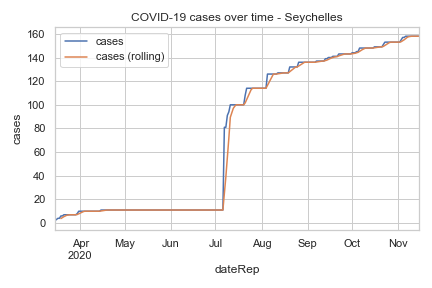 COVID-19 cases over time - Seychelles
cases
cases (rolling)
160
140
120
100
80
60
40
20
0
cases
Apr
2020
May
Jun
Jul
Aug
Sep
Oct
Nov
dateRep